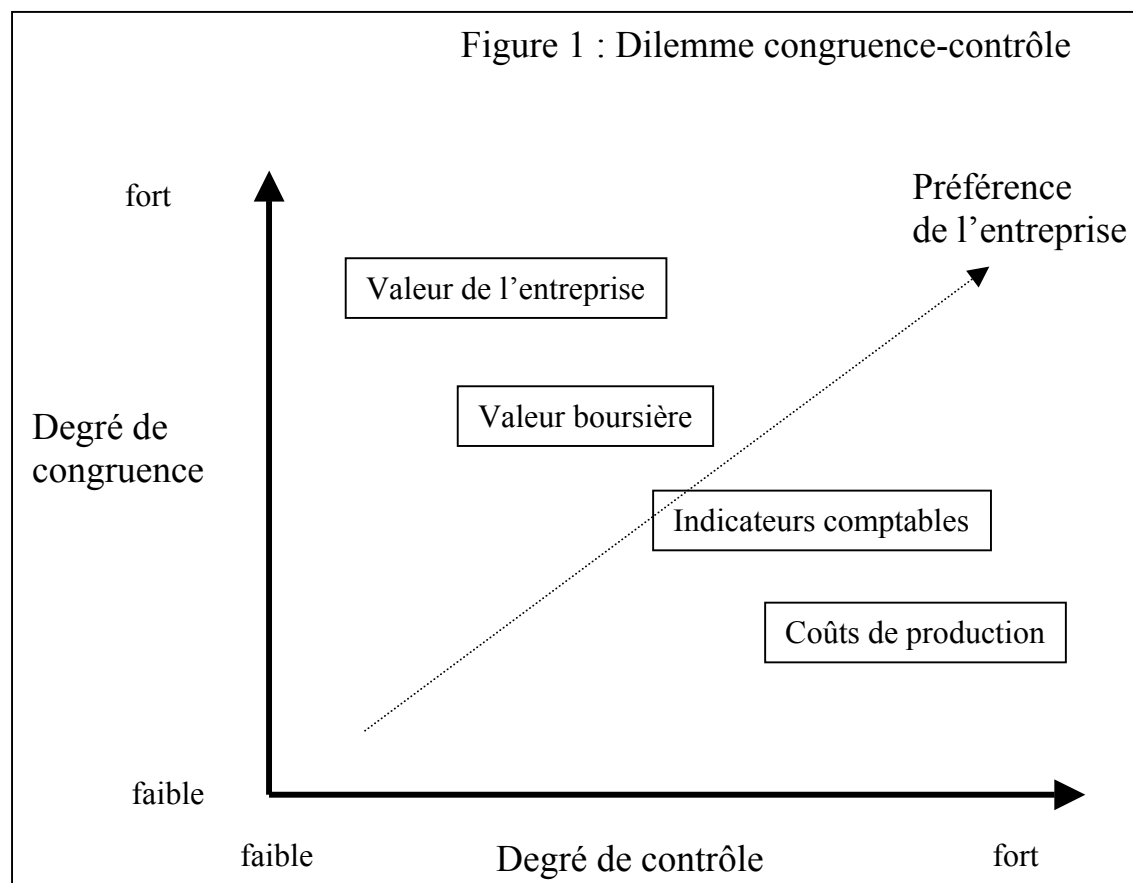 Figure 1 : Dilemme congruence-contrôle
fort
Préférence
de l’entreprise
Valeur de l’entreprise
Valeur boursière
Degré de
congruence
Indicateurs comptables
Coûts de production
faible
faible
Degré de contrôle
fort